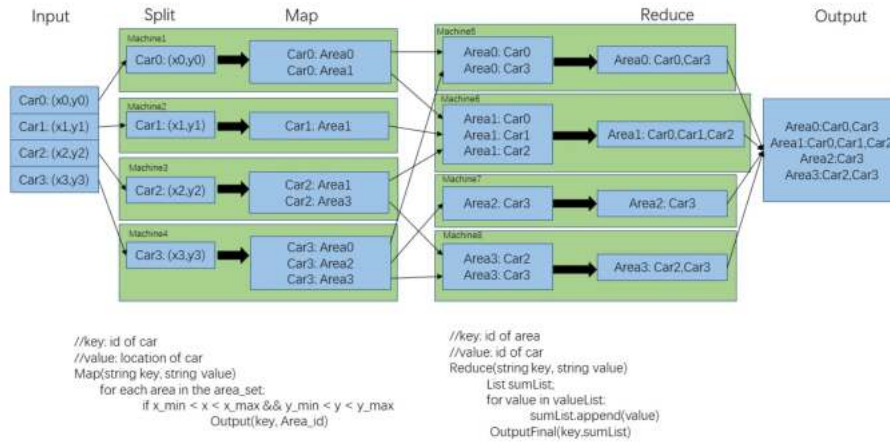 Input
Split
Map
Reduce
Output
Car0: (x0,y0)
Car1: (x1,y1)
Car2: (x2,y2)
Car3: (x3,y3)
Machine1
Car0: (x0,y0)
Car0: Area0
Car0: Area1
Machine2
Car1: (x1,y1)
Car1: Area1
Machine3
Car2: (x2,y2)
Car2: Area1
Car2: Area3
Machine4
Car3: (x3,y3)
Car3: Area0
Car3: Area2
Car3: Area3
Machine5
Area0: Car0
Area0: Car3
Area0: Car0,Car3
Machine6
Area1: Car0
Area1: Car1
Area1: Car2
Area1: Car0,Car1,Car2
Machine7
Area2: Car3
Area2: Car3
Machine8
Area3: Car2
Area3: Car3
Area3: Car2,Car3
Area0:Car0,Car3
Area1:Car0,Car1,Car2
Area2:Car3
Area3:Car2,Car3
//key: id of car
//value: location of car
Map(string key, string value)
for each area in the area_set:
if x_min < x < x_max && y_min < y < y_max
Output(key, Area_id)
//key: id of area
//value: id of car
Reduce(string key, string value)
List sumList;
for value in valueList:
sumList.append(value)
OutputFinal(key,sumList)